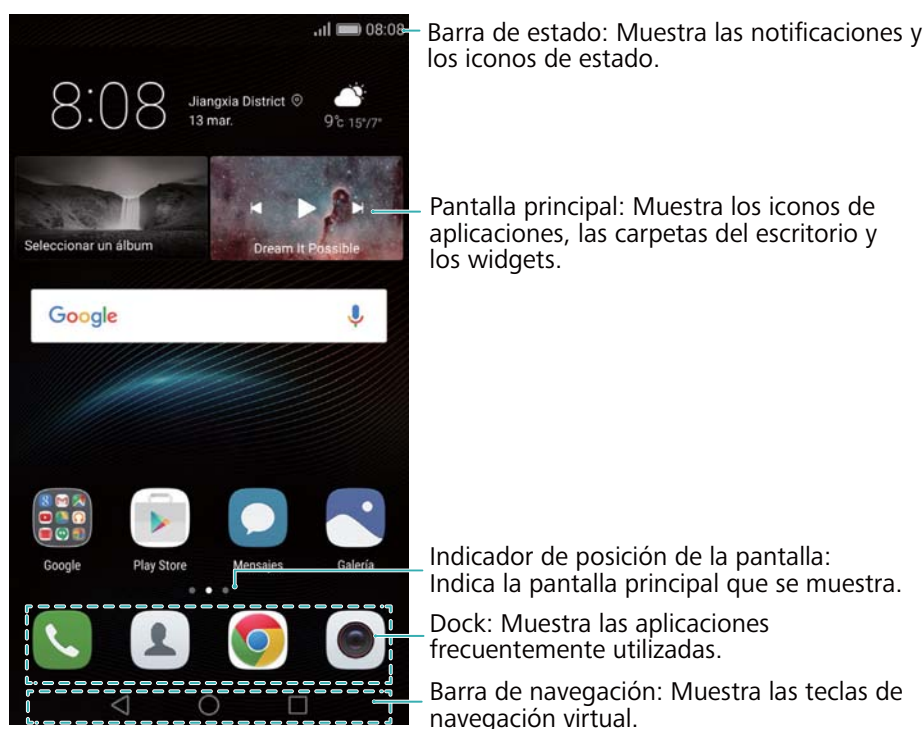 08:08
Barra de estado: Muestra las notificaciones y
los iconos de estado.
8:08
Jiangxia District
13 mar.
9°c 15°/7°
Seleccionar un álbum
Dream It Possible
Pantalla principal: Muestra los iconos de
aplicaciones, las carpetas del escritorio y
los widgets.
Google
Google
Play Store
Mensajes
Galería
Indicador de posición de la pantalla:
Indica la pantalla principal que se muestra.
Dock: Muestra las aplicaciones
frecuentemente utilizadas.
Barra de navegación: Muestra las teclas de
navegación virtual.